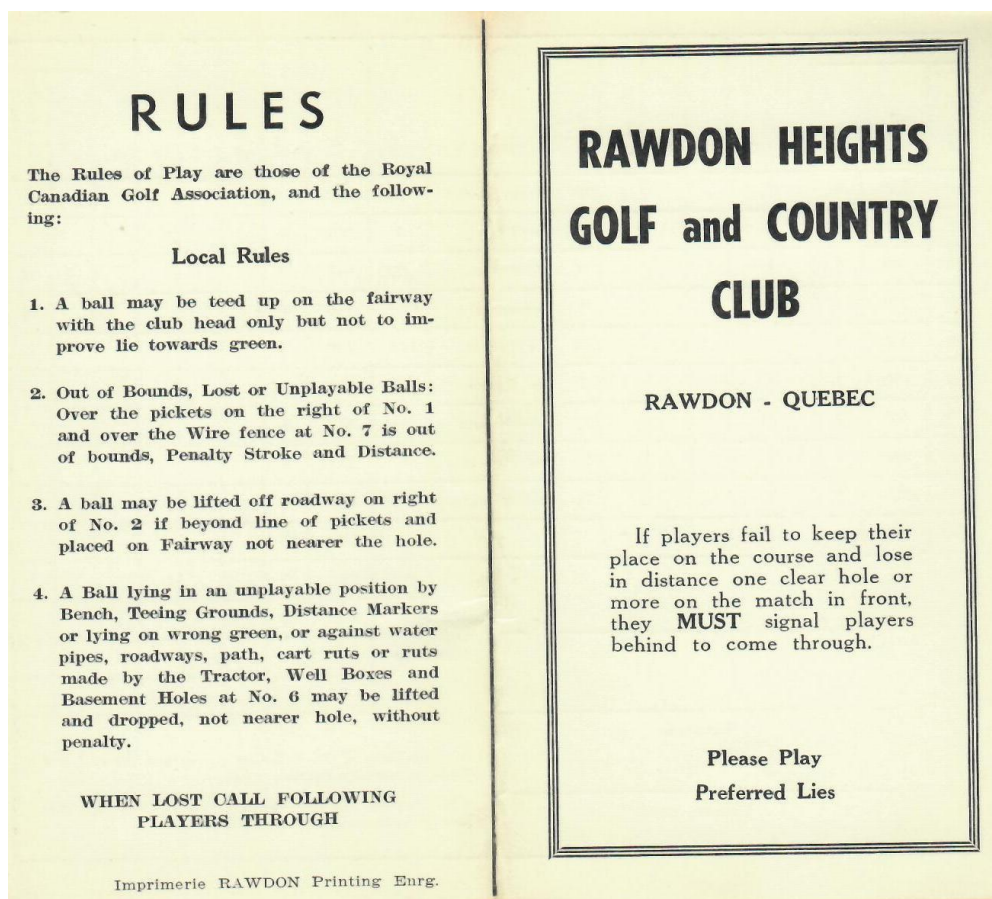 RULES
The Rules of Play are those of the Royal
Canadian Golf Association, and the follow-
ing:
Local Rules
1. A ball may be teed up on the fairway
with the club head only but not to im-
prove lie towards green.
2. Out of Bounds, Lost or Unplayable Balls:
Over the pickets on the right of No. 1
and over the Wire fence at No. 7 is out
of bounds, Penalty Stroke and Distance.
3. A ball may be lifted off roadway on right
of No. 2 if beyond line of pickets and
placed on Fairway not nearer the hole.
4. A Ball lying in an unplayable position by
Bench, Teeing Grounds, Distance Markers
or lying on wrong green, or against water
pipes, roadways, path, cart ruts or ruts
made by the Tractor, Well Boxes and
Basement Holes at No. 6 may be lifted
and dropped, not nearer hole, without
penalty.
WHEN LOST CALL FOLLOWING
PLAYERS THROUGH
Imprimerie RAWDON Printing Enrg.
RAWDON HEIGHTS
GOLF and COUNTRY
CLUB
RAWDON - QUEBEC
If players fail to keep their
place on the course and lose
in distance one clear hole or
more on the match in front,
they MUST signal players
behind to come through.
Please Play
Preferred Lies